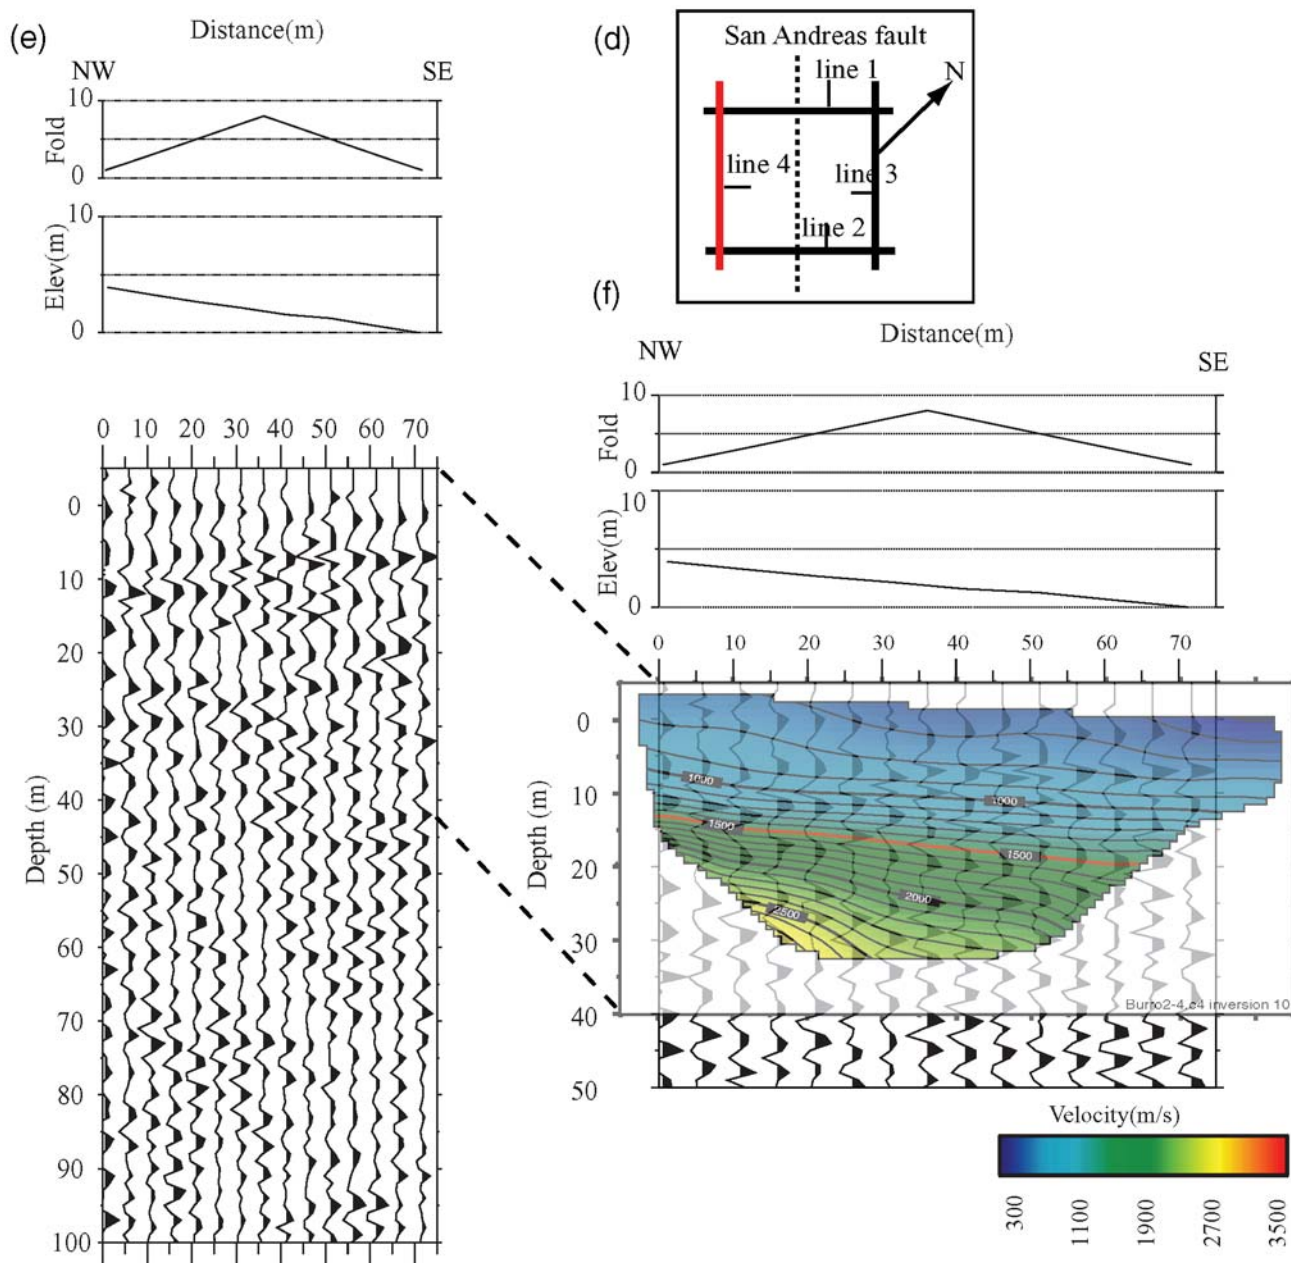 (e)
Distance(m)
NW SE
10
Fold
0
10
Elev(m)
0
0 10 20 30 40 50 60 70
0
10
20
30
40
50
60
70
80
90
100
Depth (m)
(d)
San Andreas fault
line 1
N
line 4
line 3
line 2
(f)
Distance(m)
NW SE
10
Fold
0
10
Elev(m)
0
0 10 20 30 40 50 60 70
0
10
20
30
40
50
Depth (m)
1000
1000
1500
1500
2000
2500
Burro2-4.c4 inversion 10
Velocity(m/s)
300 1100 1900 2700 3500